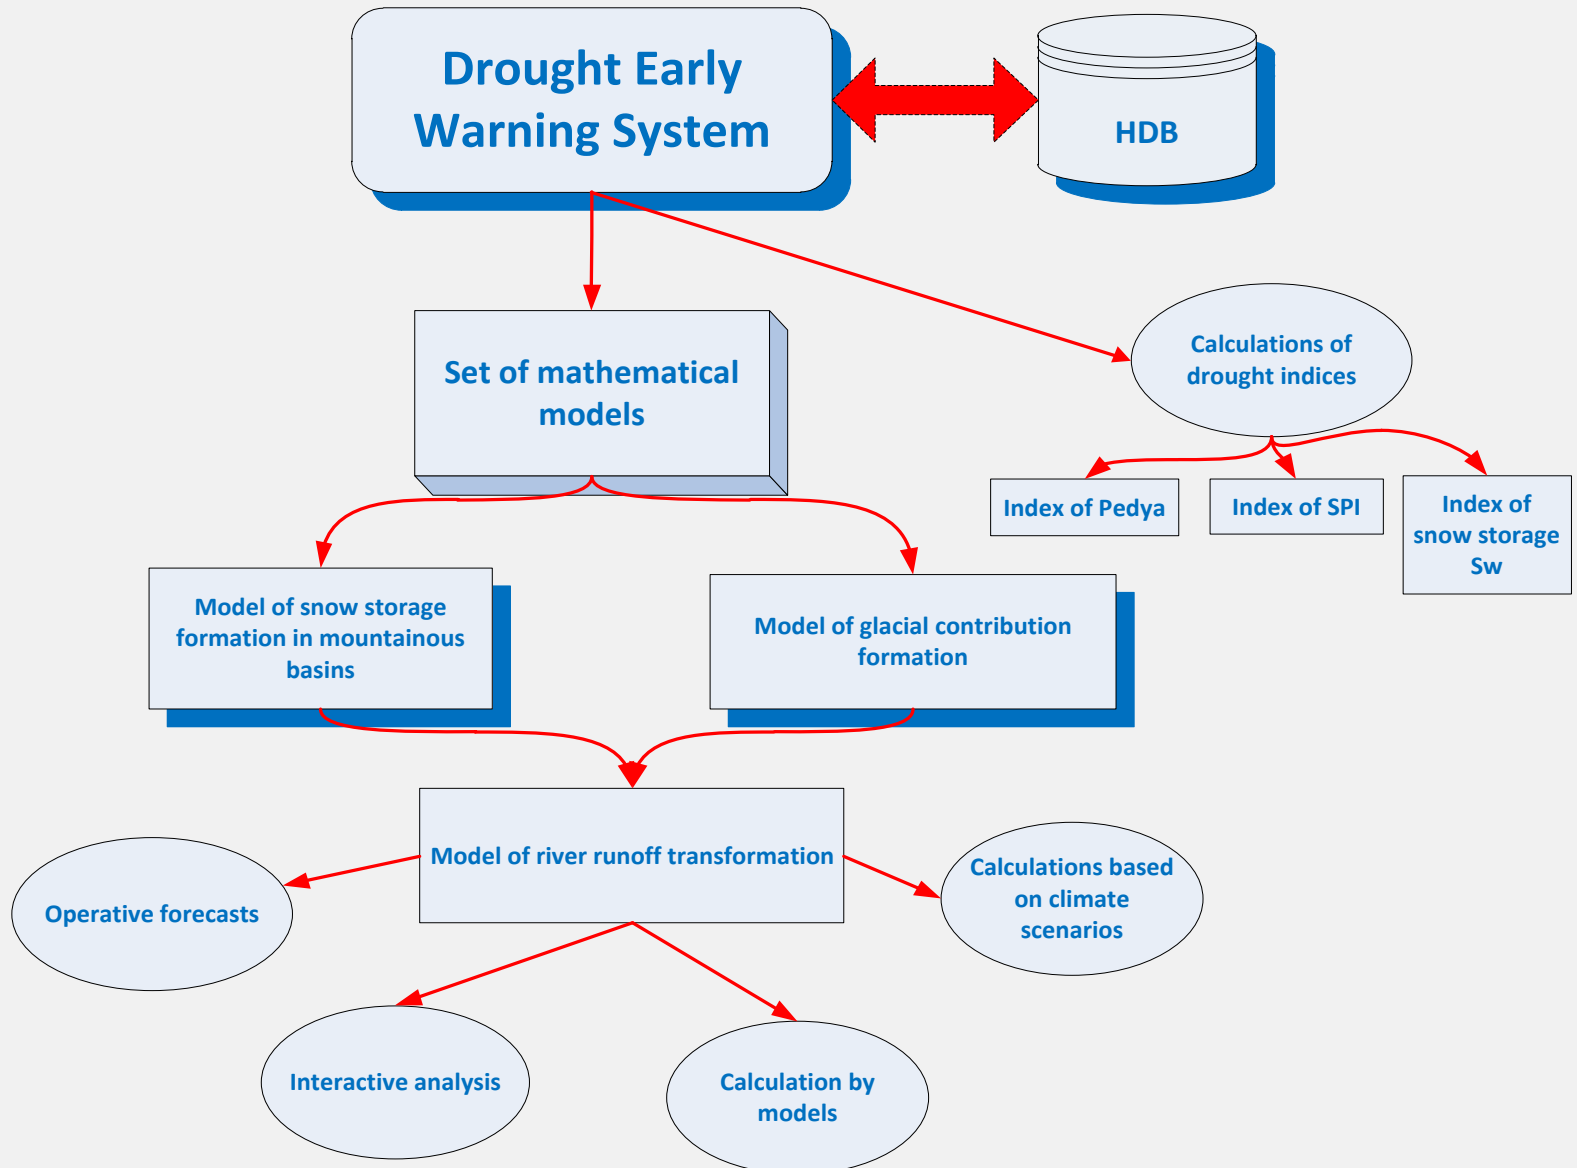 Drought Early
Warning System
HDB
Set of mathematical
models
Calculations of
drought indices
Index of Pedya
Index of SPI
Index of
snow storage
Sw
Model of snow storage
formation in mountainous
basins
Model of glacial contribution
formation
Model of river runoff transformation
Operative forecasts
Calculations based
on climate
scenarios
Interactive analysis
Calculation by
models